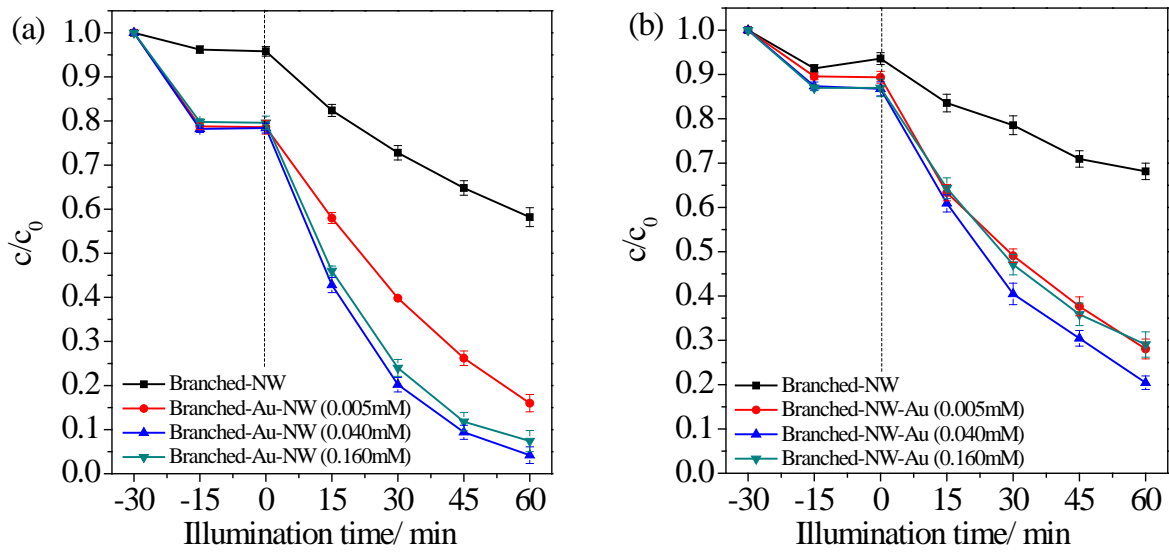 (a)
1.0
0.9
0.8
0.7
0.6
0.5
0.4
0.3
0.2
0.1
0.0
c/c0
Branched-NW
Branched-Au-NW (0.005mM)
Branched-Au-NW (0.040mM)
Branched-Au-NW (0.160mM)
-30 -15 0 15 30 45 60
Illumination time/ min
(b)
1.0
0.9
0.8
0.7
0.6
0.5
0.4
0.3
0.2
0.1
0.0
c/c0
Branched-NW
Branched-NW-Au (0.005mM)
Branched-NW-Au (0.040mM)
Branched-NW-Au (0.160mM)
-30 -15 0 15 30 45 60
Illumination time/ min